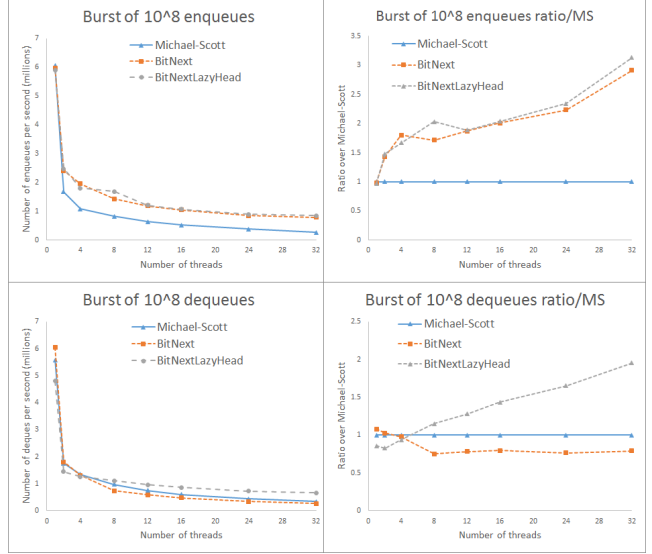 Burst of 10^8 enqueues
Number of enqueues per second (millions)
7
6
5
4
3
2
1
0
Michael-Scott
BitNext
BitNextLazyHead
0 4 8 12 16 20 24 28 32
Number of threads
Burst of 10^8 enqueues ratio/MS
Ratio over Michael-Scott
3.5
3
2.5
2
1.5
1
0.5
0
Michael-Scott
BitNext
BitNextLazyHead
0 4 8 12 16 20 24 28 32
Number of threads
Burst of 10^8 dequeues
Number of deques per second (millions)
7
6
5
4
3
2
1
0
Michael-Scott
BitNext
BitNextLazyHead
0 4 8 12 16 20 24 28 32
Number of threads
Burst of 10^8 dequeues ratio/MS
Ratio over Michael-Scott
2.5
2
1.5
1
0.5
0
Michael-Scott
BitNext
BitNextLazyHead
0 4 8 12 16 20 24 28 32
Number of threads